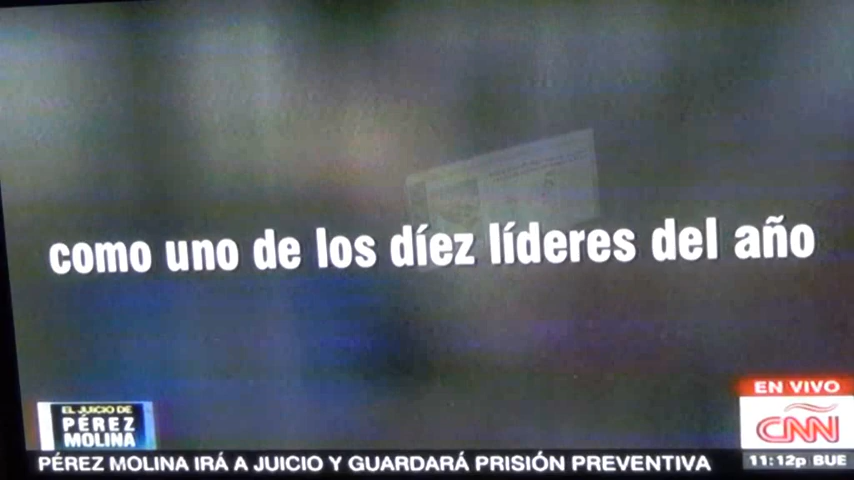 como uno de los díez líderes del año
EN VIVO
EL JUICIO DE
PÉREZ
MOLINA
CNN
PÉREZ MOLINA IRÁ A JUICIO Y GUARDARÁ PRISIÓN PREVENTIVA
11:12p BUE